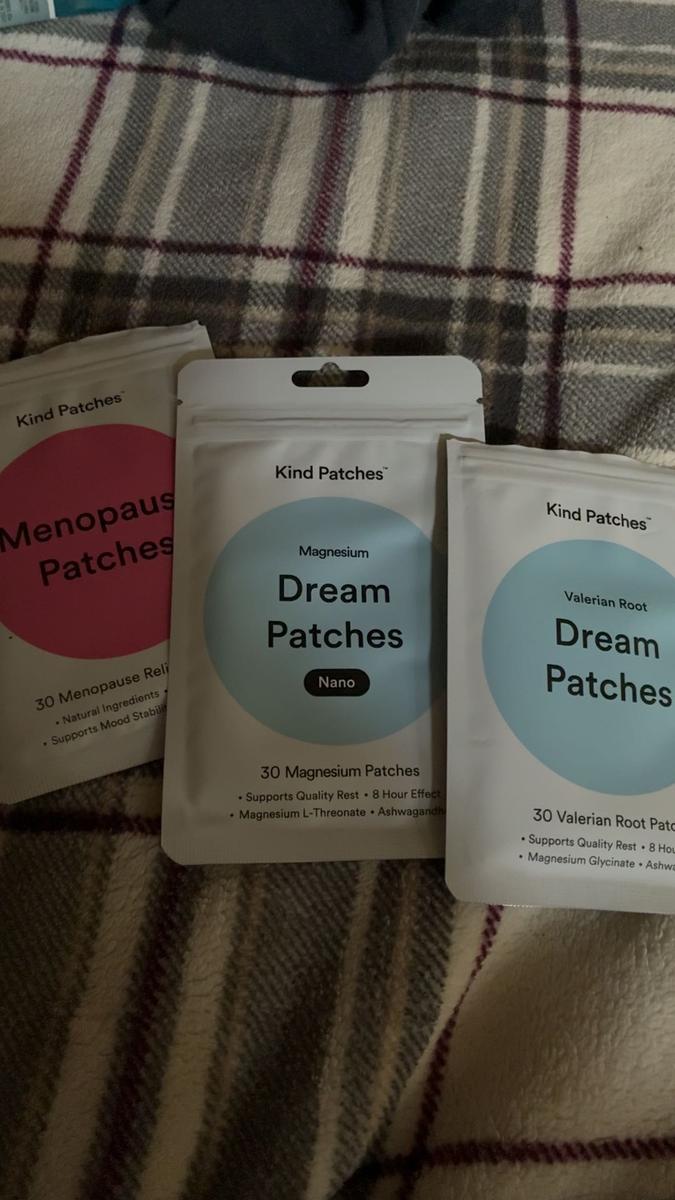 Kind Patches™
Menopaus
Patches
30 Menopause Reli
• Natural Ingredients •
• Supports Mood Stabili
Kind Patches™
Magnesium
Dream
Patches
Nano
30 Magnesium Patches
• Supports Quality Rest • 8 Hour Effect
• Magnesium L-Threonate • Ashwagandh
Kind Patches™
Valerian Root
Dream
Patches
30 Valerian Root Patc
• Supports Quality Rest • 8 Hou
• Magnesium Glycinate • Ashwa